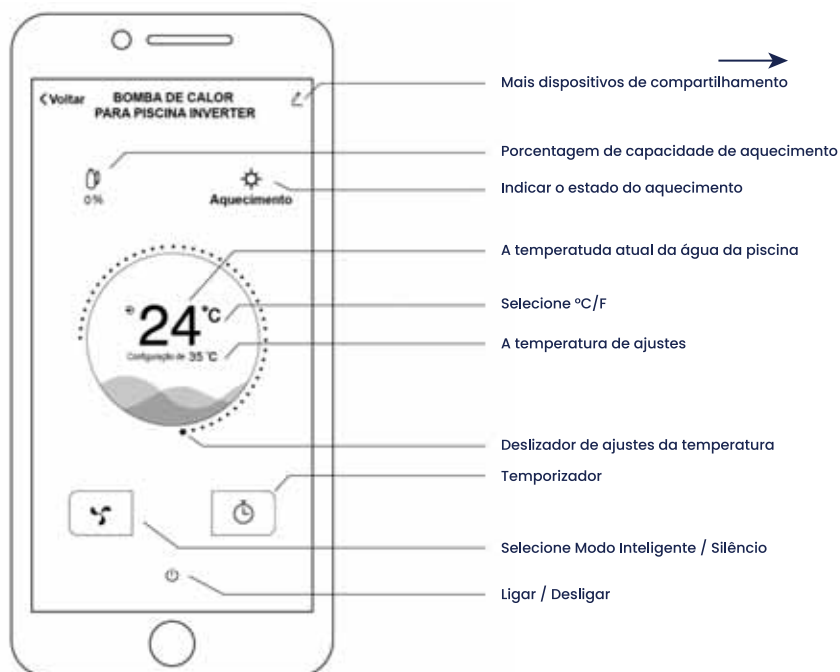 < Voltar
BOMBA DE CALOR
PARA PISCINA INVERTER
0%
Aquecimento
24 °C
Configuração de 35 °C
Mais dispositivos de compartilhamento
Porcentagem de capacidade de aquecimento
Indicar o estado do aquecimento
A temperatuda atual da água da piscina
Selecione °C/F
A temperatura de ajustes
Deslizador de ajustes da temperatura
Temporizador
Selecione Modo Inteligente / Silêncio
Ligar / Desligar